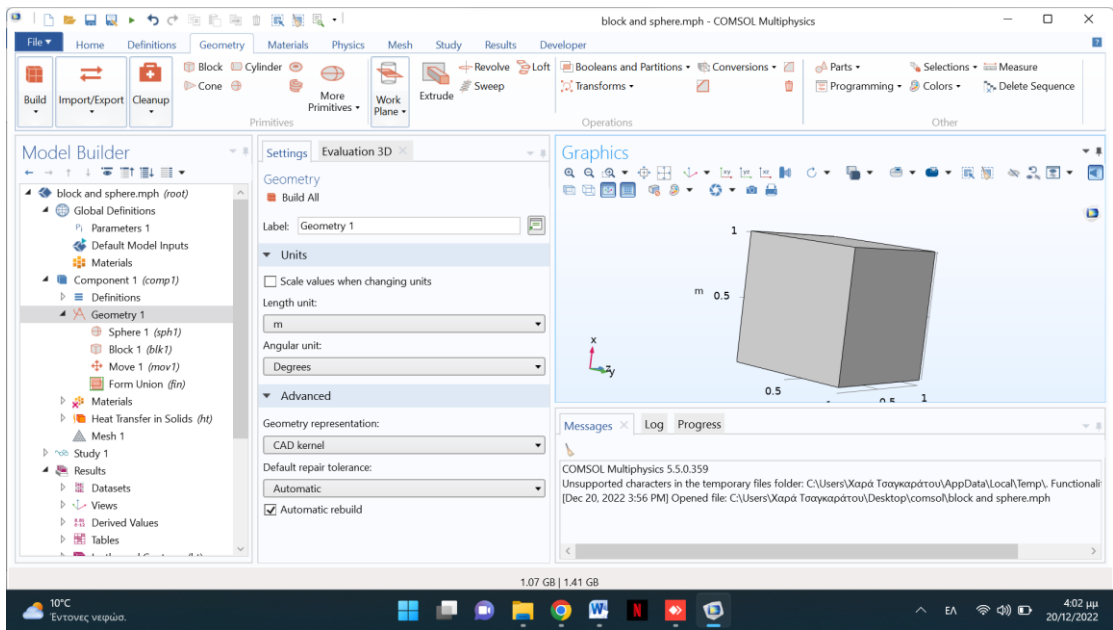 block and sphere.mph - COMSOL Multiphysics
File Home Definitions Geometry Materials Physics Mesh Study Results Developer
Build
Import/Export
Cleanup
Block Cylinder
Cone
More
Primitives
Primitives
Work
Plane
Extrude
Revolve Loft
Sweep
Booleans and Partitions Conversions
Transforms
Operations
Parts Selections Measure
Programming Colors Delete Sequence
Other
Model Builder
block and sphere.mph (root)
Global Definitions
Pi Parameters 1
Default Model Inputs
Materials
Component 1 (comp1)
Definitions
Geometry 1
Sphere 1 (sph1)
Block 1 (blk1)
Move 1 (mov1)
Form Union (fin)
Materials
Heat Transfer in Solids (ht)
Mesh 1
Study 1
Results
Datasets
Views
Derived Values
Tables
Settings Evaluation 3D
Geometry
Build All
Label: Geometry 1
Units
Scale values when changing units
Length unit:
m
Angular unit:
Degrees
Advanced
Geometry representation:
CAD kernel
Default repair tolerance:
Automatic
Automatic rebuild
Graphics
1
m 0.5
x
z y
0.5
0.5 1
Messages Log Progress
COMSOL Multiphysics 5.5.0.359
Unsupported characters in the temporary files folder: C:\Users\Χαρά Τσαγκαράτου\AppData\Local\Temp\. Functionali
[Dec 20, 2022 3:56 PM] Opened file: C:\Users\Χαρά Τσαγκαράτου\Desktop\comsol\block and sphere.mph
1.07 GB | 1.41 GB
10°C
Έντονες νεφώσ.
ΕΛ
4:02 μμ
20/12/2022